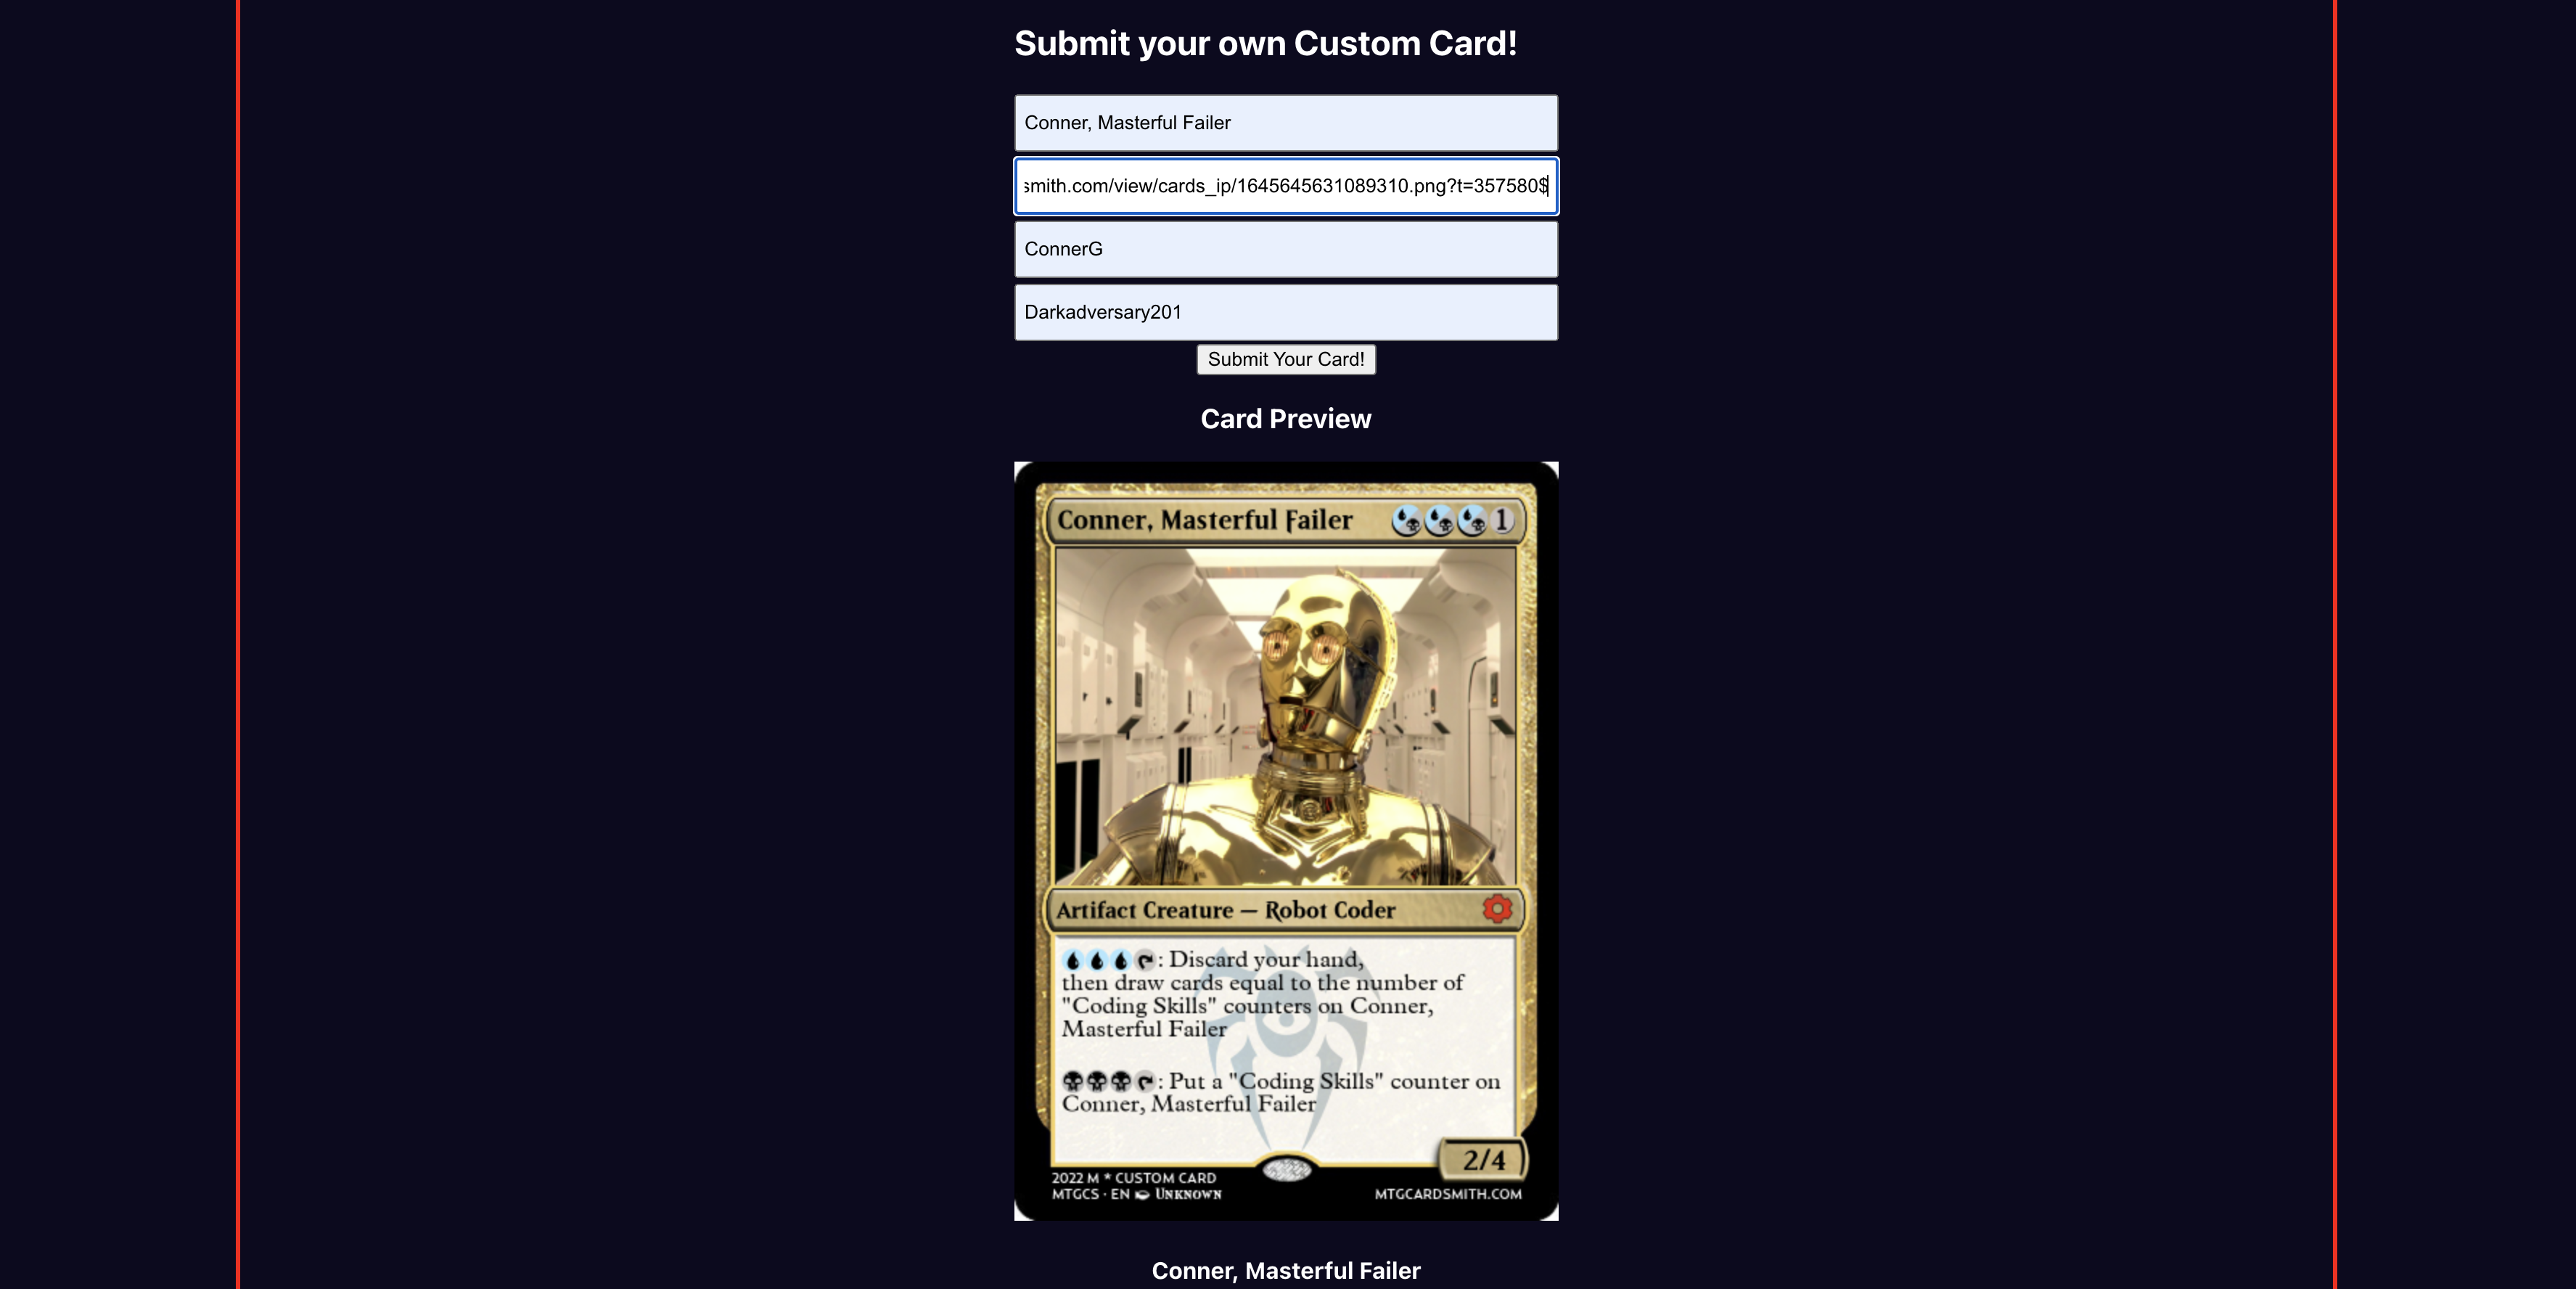 Submit your own Custom Card!
Conner, Masterful Failer
smith.com/view/cards_ip/1645645631089310.png?t=357580$
ConnerG
Darkadversary201
Submit Your Card!
Card Preview
Conner, Masterful Failer 1
Artifact Creature — Robot Coder
: Discard your hand,
then draw cards equal to the number of
"Coding Skills" counters on Conner,
Masterful Failer
: Put a "Coding Skills" counter on
Conner, Masterful Failer
2/4
2022 M * CUSTOM CARD
MTGCS · EN UNKNOWN
MTGCARDSMITH.COM
Conner, Masterful Failer